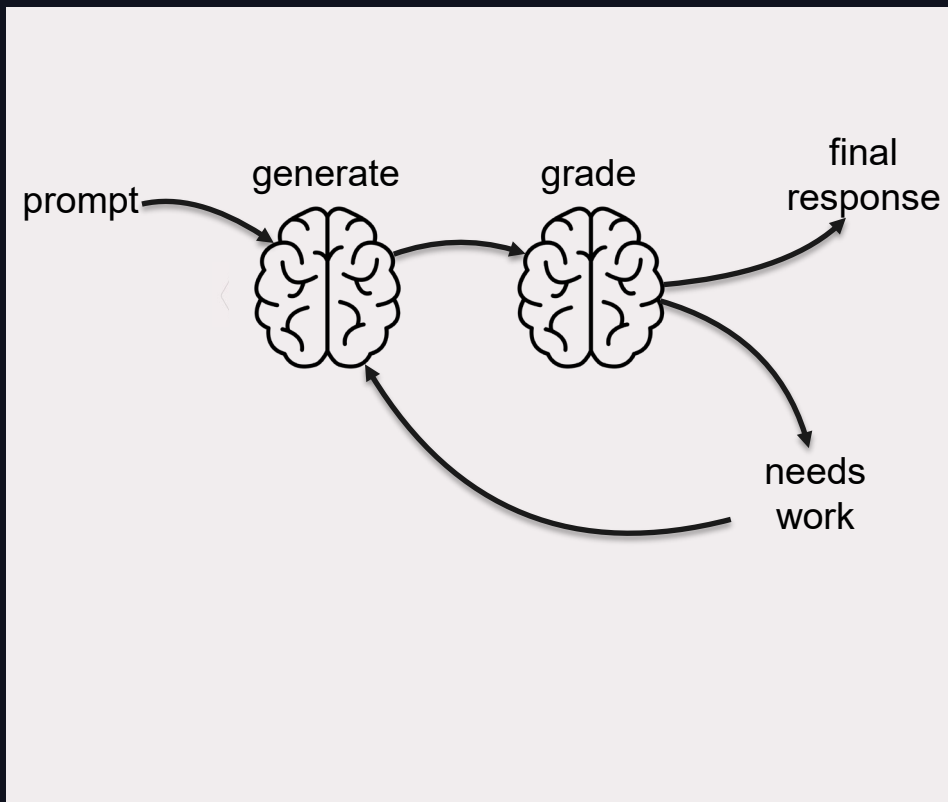 prompt
generate
grade
final
response
needs
work